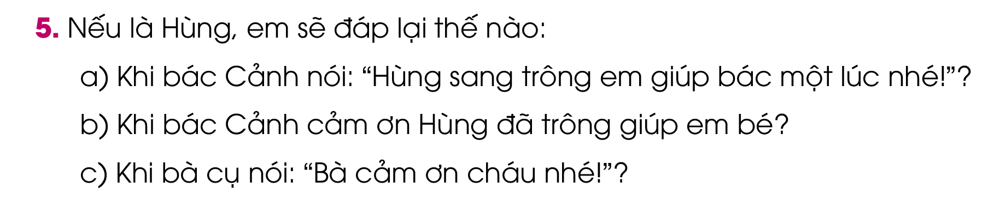 5. Nếu là Hùng, em sẽ đáp lại thế nào:
a) Khi bác Cảnh nói: “Hùng sang trông em giúp bác một lúc nhé!”?
b) Khi bác Cảnh cảm ơn Hùng đã trông giúp em bé?
c) Khi bà cụ nói: “Bà cảm ơn cháu nhé!”?